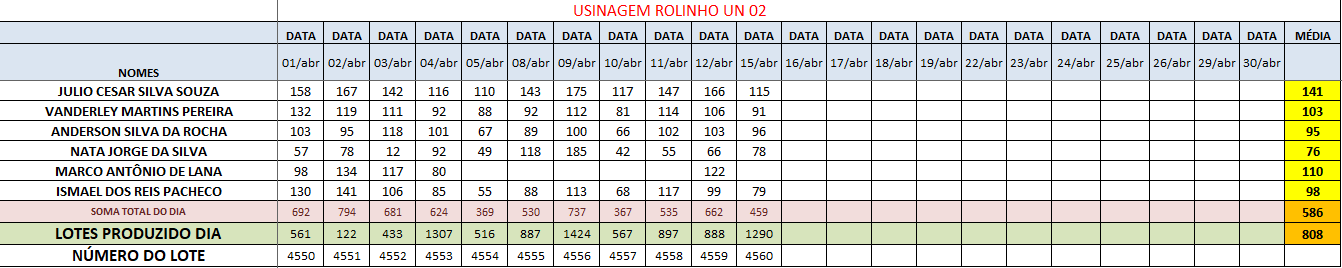 USINAGEM ROLINHO UN 02
DATA DATA DATA DATA DATA DATA DATA DATA DATA DATA DATA DATA DATA DATA DATA DATA DATA DATA DATA DATA DATA DATA MÉDIA
NOMES 01/abr 02/abr 03/abr 04/abr 05/abr 08/abr 09/abr 10/abr 11/abr 12/abr 15/abr 16/abr 17/abr 18/abr 19/abr 22/abr 23/abr 24/abr 25/abr 26/abr 29/abr 30/abr
JULIO CESAR SILVA SOUZA 158 167 142 116 110 143 175 117 147 166 115 141
VANDERLEY MARTINS PEREIRA 132 119 111 92 88 92 112 81 114 106 91 103
ANDERSON SILVA DA ROCHA 103 95 118 101 67 89 100 66 102 103 96 95
NATA JORGE DA SILVA 57 78 12 92 49 118 185 42 55 66 78 76
MARCO ANTÔNIO DE LANA 98 134 117 80 122 110
ISMAEL DOS REIS PACHECO 130 141 106 85 55 88 113 68 117 99 79 98
SOMA TOTAL DO DIA 692 794 681 624 369 530 737 367 535 662 459 586
LOTES PRODUZIDO DIA 561 122 433 1307 516 887 1424 567 897 888 1290 808
NÚMERO DO LOTE 4550 4551 4552 4553 4554 4555 4556 4557 4558 4559 4560